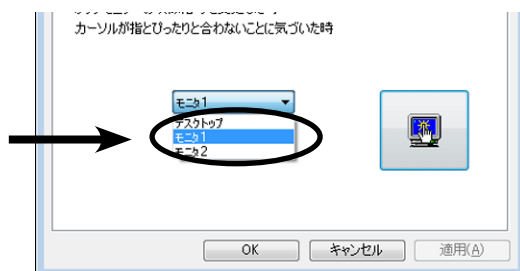 カーソルが指とぴったりと合わないことに気づいた時
モニタ1
デスクトップ
モニタ1
モニタ2
OK
キャンセル
適用(A)